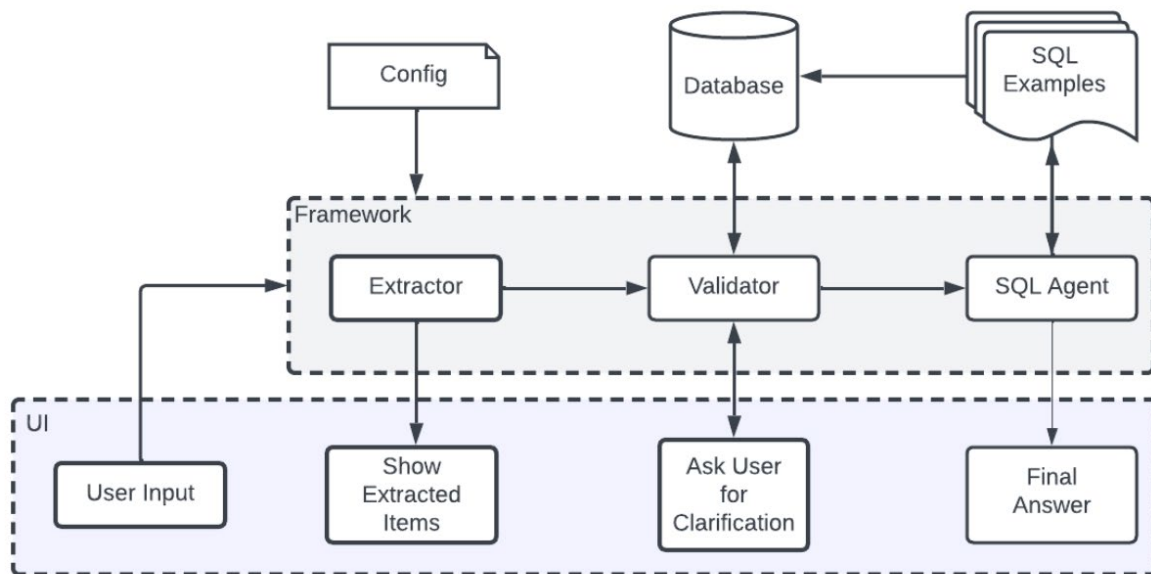 Config
Database
SQL
Examples
Framework
Extractor
Validator
SQL Agent
UI
User Input
Show
Extracted
Items
Ask User
for
Clarification
Final
Answer